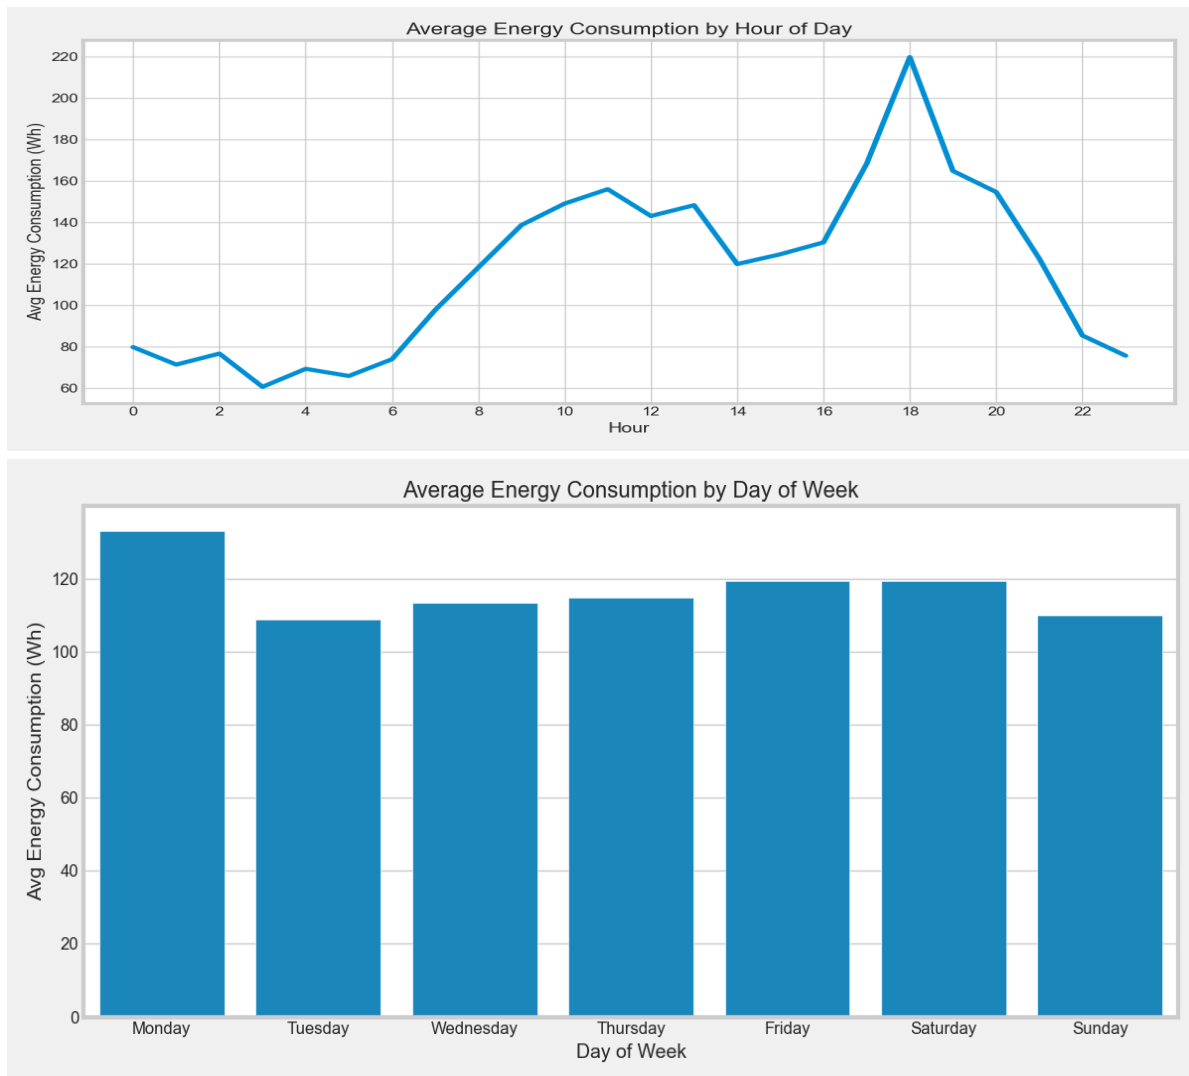 Average Energy Consumption by Hour of Day
Avg Energy Consumption (Wh)
220
200
180
160
140
120
100
80
60
0 2 4 6 8 10 12 14 16 18 20 22
Hour
Average Energy Consumption by Day of Week
Avg Energy Consumption (Wh)
120
100
80
60
40
20
0
Monday Tuesday Wednesday Thursday Friday Saturday Sunday
Day of Week